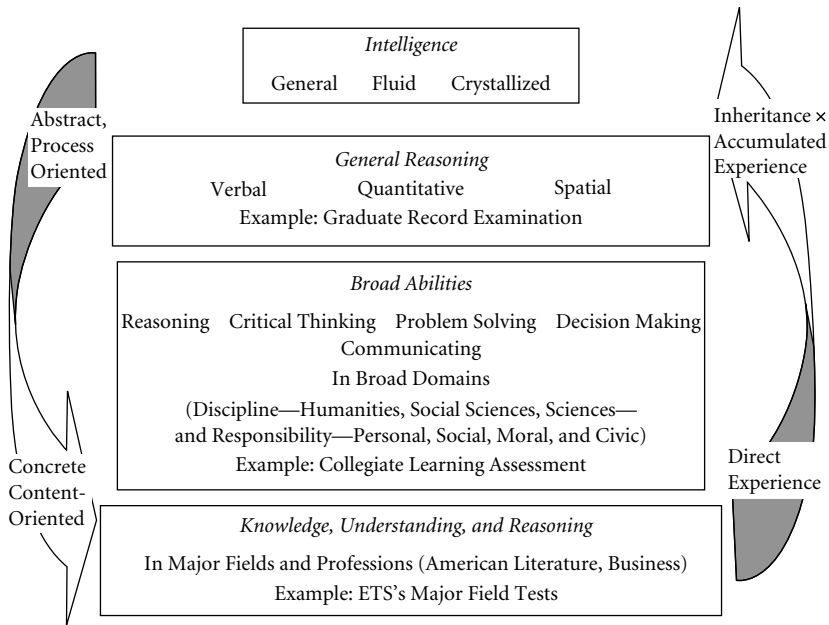 Intelligence
General Fluid Crystallized
Abstract,
Process
Oriented
Inheritance ×
Accumulated
Experience
General Reasoning
Verbal Quantitative Spatial
Example: Graduate Record Examination
Broad Abilities
Reasoning Critical Thinking Problem Solving Decision Making
Communicating
In Broad Domains
(Discipline—Humanities, Social Sciences, Sciences—
and Responsibility—Personal, Social, Moral, and Civic)
Example: Collegiate Learning Assessment
Concrete
Content-
Oriented
Direct
Experience
Knowledge, Understanding, and Reasoning
In Major Fields and Professions (American Literature, Business)
Example: ETS’s Major Field Tests